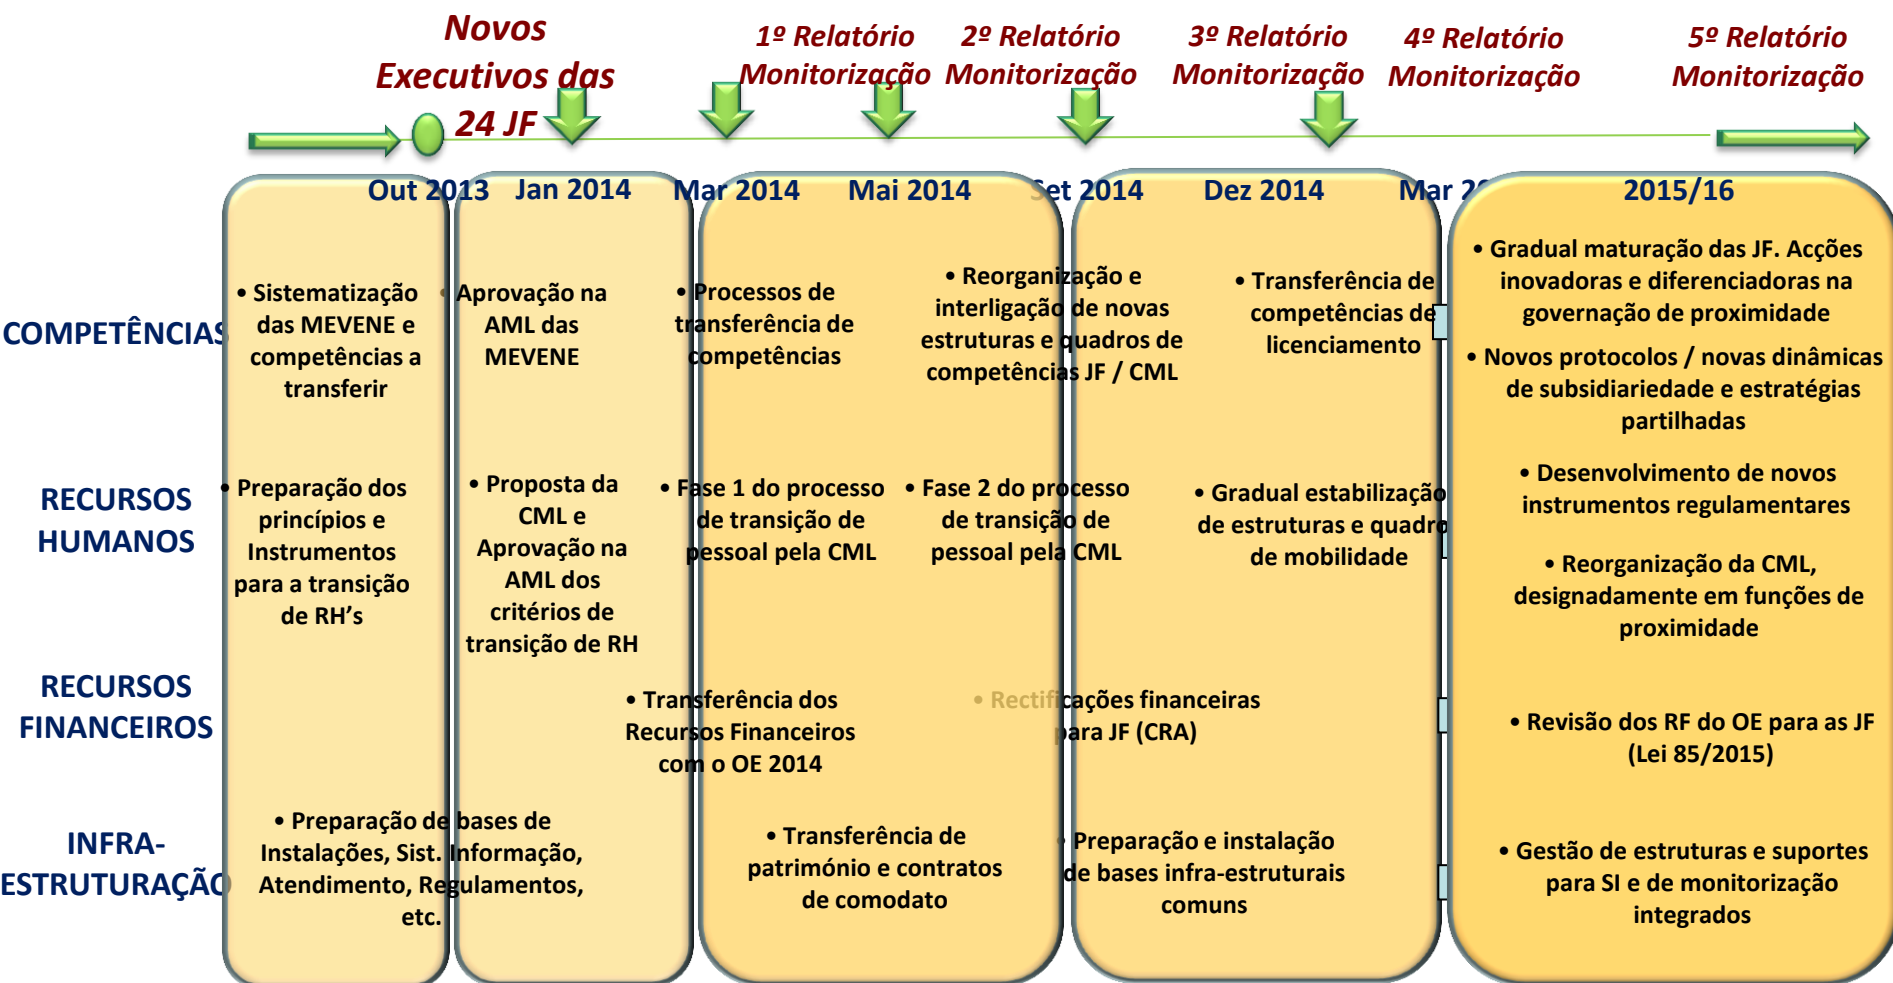 Novos
Executivos das
24 JF
1º Relatório
Monitorização
2º Relatório
Monitorização
3º Relatório
Monitorização
4º Relatório
Monitorização
5º Relatório
Monitorização
Out 2013
Jan 2014
Mar 2014
Mai 2014
Set 2014
Dez 2014
Mar
2015/16
COMPETÊNCIAS
• Sistematização
das MEVENE e
competências a
transferir
• Aprovação na
AML das
MEVENE
• Processos de
transferência de
competências
• Reorganização e
interligação de novas
estruturas e quadros de
competências JF / CML
• Transferência de
competências de
licenciamento
• Gradual maturação das JF. Acções
inovadoras e diferenciadoras na
governação de proximidade
• Novos protocolos / novas dinâmicas
de subsidiariedade e estratégias
partilhadas
RECURSOS
HUMANOS
• Preparação dos
princípios e
Instrumentos
para a transição
de RH’s
• Proposta da
CML e
Aprovação na
AML dos
critérios de
transição de RH
• Fase 1 do processo
de transição de
pessoal pela CML
• Fase 2 do processo
de transição de
pessoal pela CML
• Gradual estabilização
de estruturas e quadro
de mobilidade
• Desenvolvimento de novos
instrumentos regulamentares
• Reorganização da CML,
designadamente em funções de
proximidade
RECURSOS
FINANCEIROS
• Transferência dos
Recursos Financeiros
com o OE 2014
• Rectificações financeiras
para JF (CRA)
• Revisão dos RF do OE para as JF
(Lei 85/2015)
INFRA-
ESTRUTURAÇÃO
• Preparação de bases de
Instalações, Sist. Informação,
Atendimento, Regulamentos,
etc.
• Transferência de
património e contratos
de comodato
• Preparação e instalação
de bases infra-estruturais
comuns
• Gestão de estruturas e suportes
para SI e de monitorização
integrados